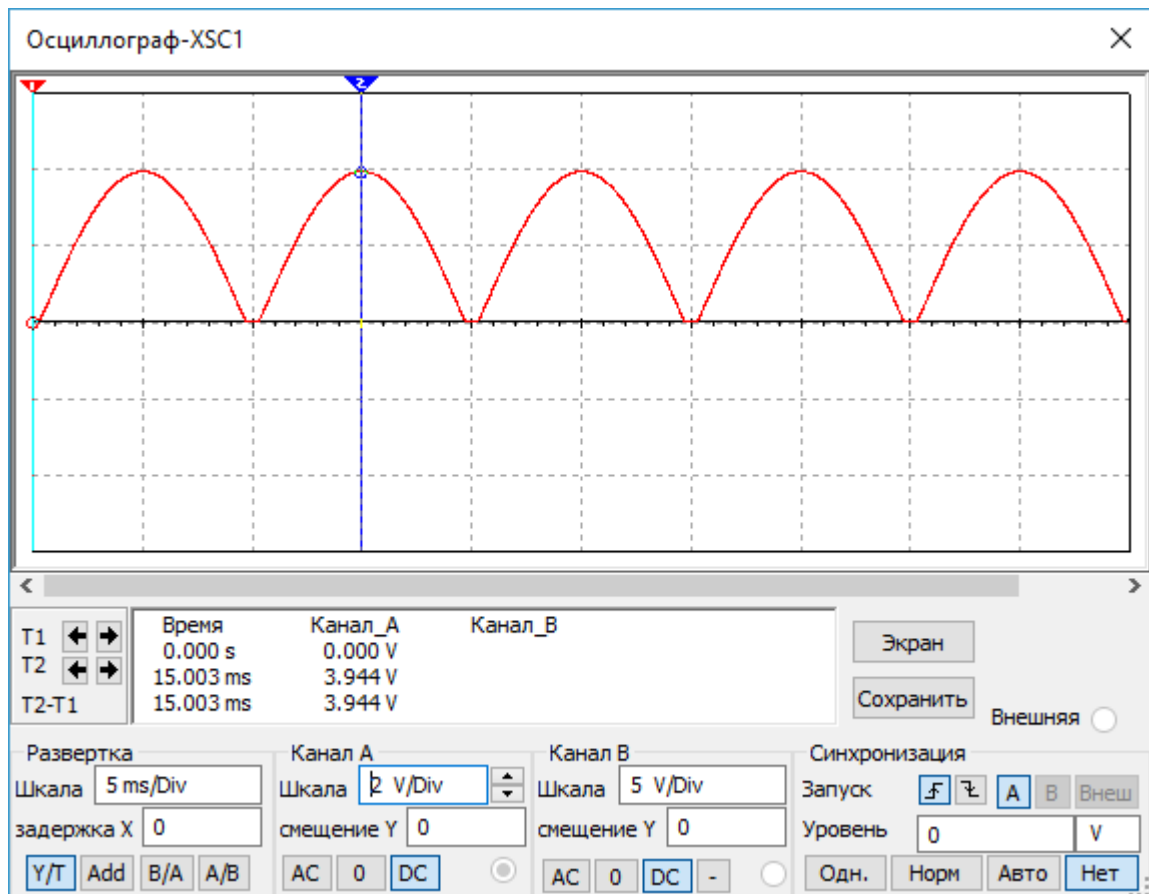 Осциллограф-XSC1
1
2
Время Канал_A Канал_B
T1 0.000 s 0.000 V
T2 15.003 ms 3.944 V
T2-T1 15.003 ms 3.944 V
Экран
Сохранить
Внешняя
Развертка
Шкала 5 ms/Div
задержка X 0
Y/T Add B/A A/B
Канал A
Шкала 2 V/Div
смещение Y 0
AC 0 DC
Канал B
Шкала 5 V/Div
смещение Y 0
AC 0 DC -
Синхронизация
Запуск A B Внеш
Уровень 0 V
Одн. Норм Авто Нет